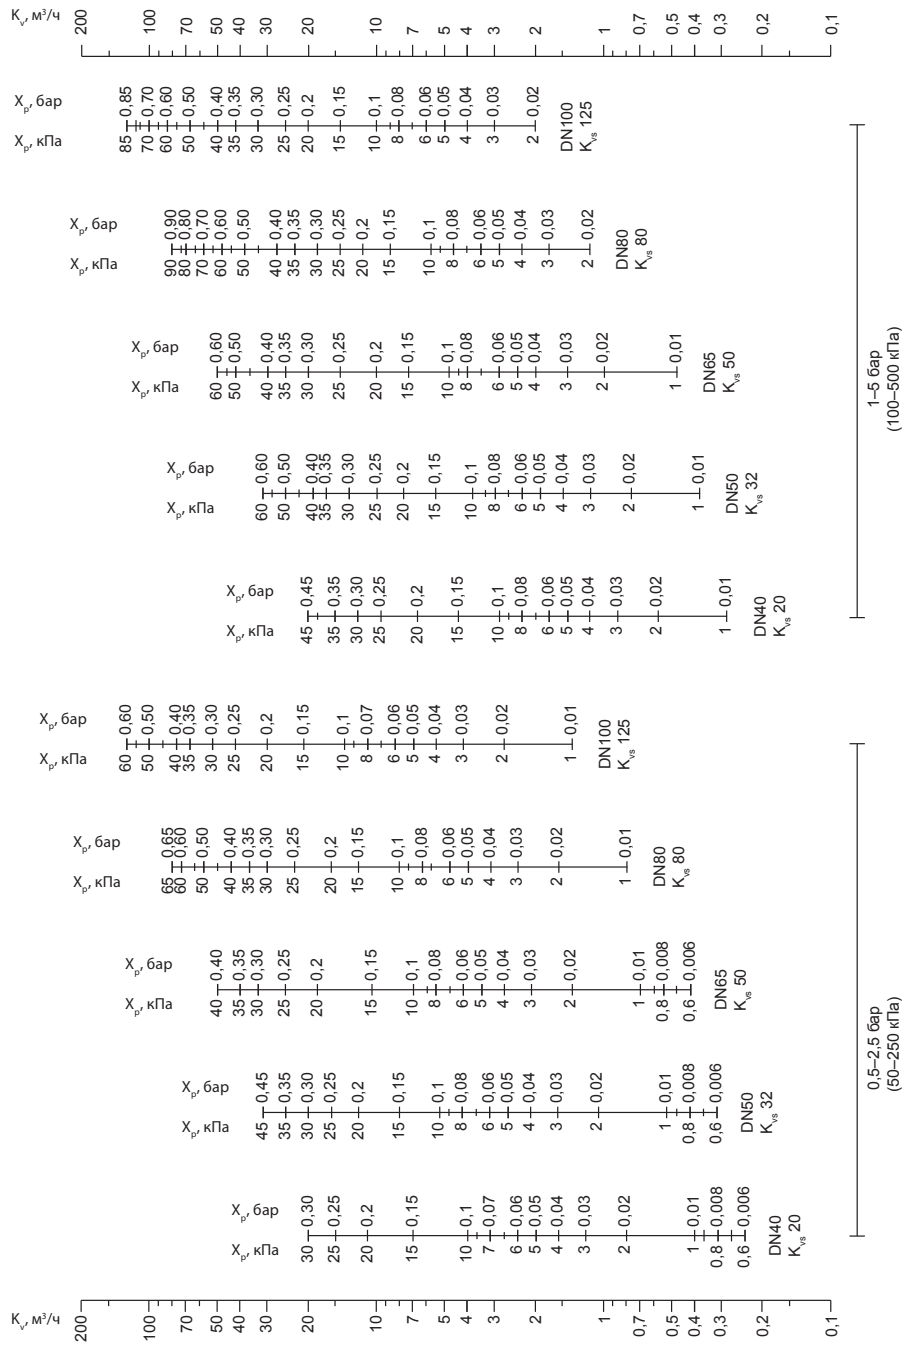 K_v, м³/ч 200 100 70 50 40 30 20 10 7 5 4 3 2 1 0,7 0,5 0,4 0,3 0,2 0,1
X_p, бар 0,85 0,70 0,60 0,50 0,40 0,35 0,30 0,25 0,2 0,15 0,1 0,08 0,06 0,05 0,04 0,03 0,02
X_p, кПа 85 70 60 50 40 35 30 25 20 15 10 8 6 5 4 3 2
DN100
K_vs 125
X_p, бар 0,90 0,80 0,70 0,60 0,50 0,40 0,35 0,30 0,25 0,2 0,15 0,1 0,08 0,06 0,05 0,04 0,03 0,02
X_p, кПа 90 80 70 60 50 40 35 30 25 20 15 10 8 6 5 4 3 2
DN80
K_vs 80
X_p, бар 0,60 0,50 0,40 0,35 0,30 0,25 0,2 0,15 0,1 0,08 0,06 0,05 0,04 0,03 0,02 0,01
X_p, кПа 60 50 40 35 30 25 20 15 10 8 6 5 4 3 2 1
DN65
K_vs 50
X_p, бар 0,60 0,50 0,40 0,35 0,30 0,25 0,2 0,15 0,1 0,08 0,06 0,05 0,04 0,03 0,02 0,01
X_p, кПа 60 50 40 35 30 25 20 15 10 8 6 5 4 3 2 1
DN50
K_vs 32
X_p, бар 0,45 0,35 0,30 0,25 0,2 0,15 0,1 0,08 0,06 0,05 0,04 0,03 0,02 0,01
X_p, кПа 45 35 30 25 20 15 10 8 6 5 4 3 2 1
DN40
K_vs 20
1–5 бар
(100–500 кПа)
X_p, бар 0,60 0,50 0,40 0,35 0,30 0,25 0,2 0,15 0,1 0,07 0,06 0,05 0,04 0,03 0,02 0,01
X_p, кПа 60 50 40 35 30 25 20 15 10 8 6 5 4 3 2 1
DN100
K_vs 125
X_p, бар 0,65 0,60 0,50 0,40 0,35 0,30 0,25 0,2 0,15 0,1 0,08 0,06 0,05 0,04 0,03 0,02 0,01
X_p, кПа 65 60 50 40 35 30 25 20 15 10 8 6 5 4 3 2 1
DN80
K_vs 80
X_p, бар 0,40 0,35 0,30 0,25 0,2 0,15 0,1 0,08 0,06 0,05 0,04 0,03 0,02 0,01 0,008 0,006
X_p, кПа 40 35 30 25 20 15 10 8 6 5 4 3 2 1 0,8 0,6
DN65
K_vs 50
X_p, бар 0,45 0,35 0,30 0,25 0,2 0,15 0,1 0,08 0,06 0,05 0,04 0,03 0,02 0,01 0,008 0,006
X_p, кПа 45 35 30 25 20 15 10 8 6 5 4 3 2 1 0,8 0,6
DN50
K_vs 32
X_p, бар 0,30 0,25 0,2 0,15 0,1 0,07 0,06 0,05 0,04 0,03 0,02 0,01 0,008 0,006
X_p, кПа 30 25 20 15 10 7 6 5 4 3 2 1 0,8 0,6
DN40
K_vs 20
0,5–2,5 бар
(50–250 кПа)
K_v, м³/ч 200 100 70 50 40 30 20 10 7 5 4 3 2 1 0,7 0,5 0,4 0,3 0,2 0,1